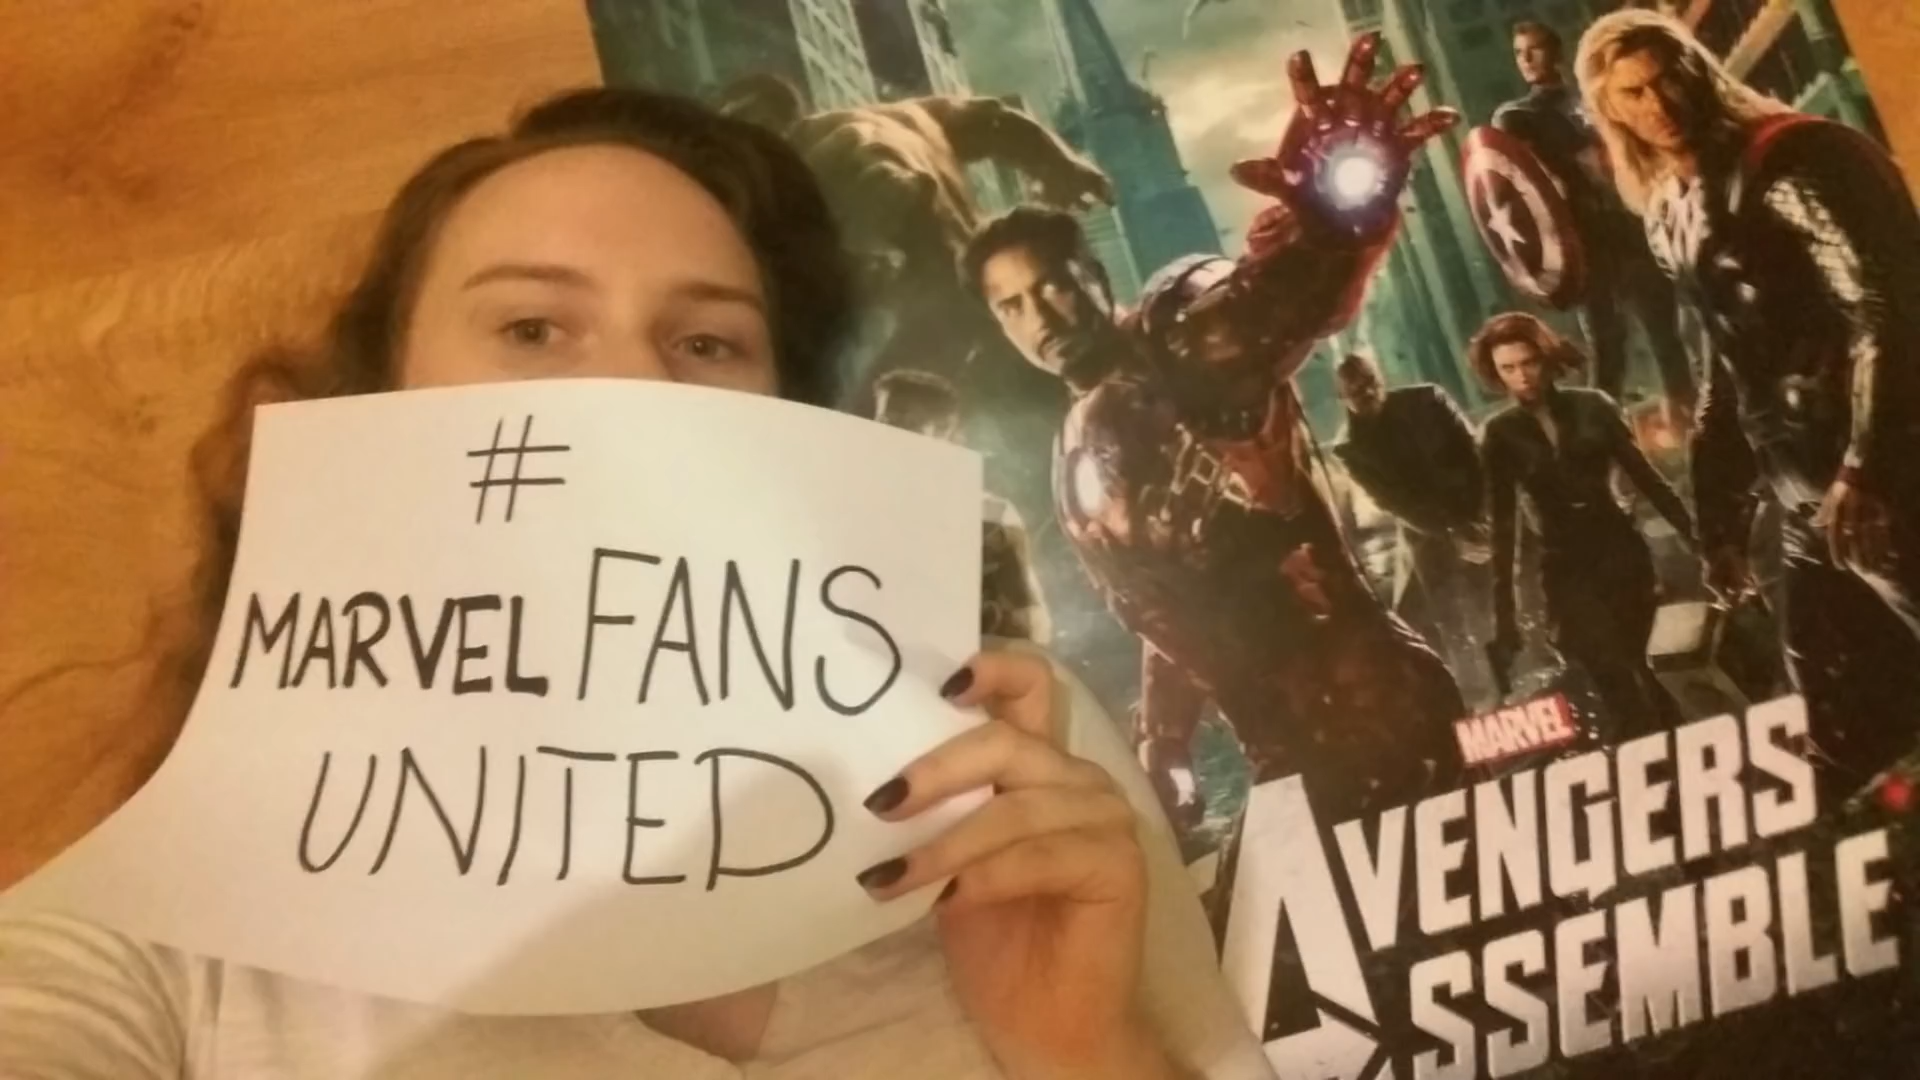 #
MARVEL FANS
UNITED
MARVEL
AVENGERS
ASSEMBLE